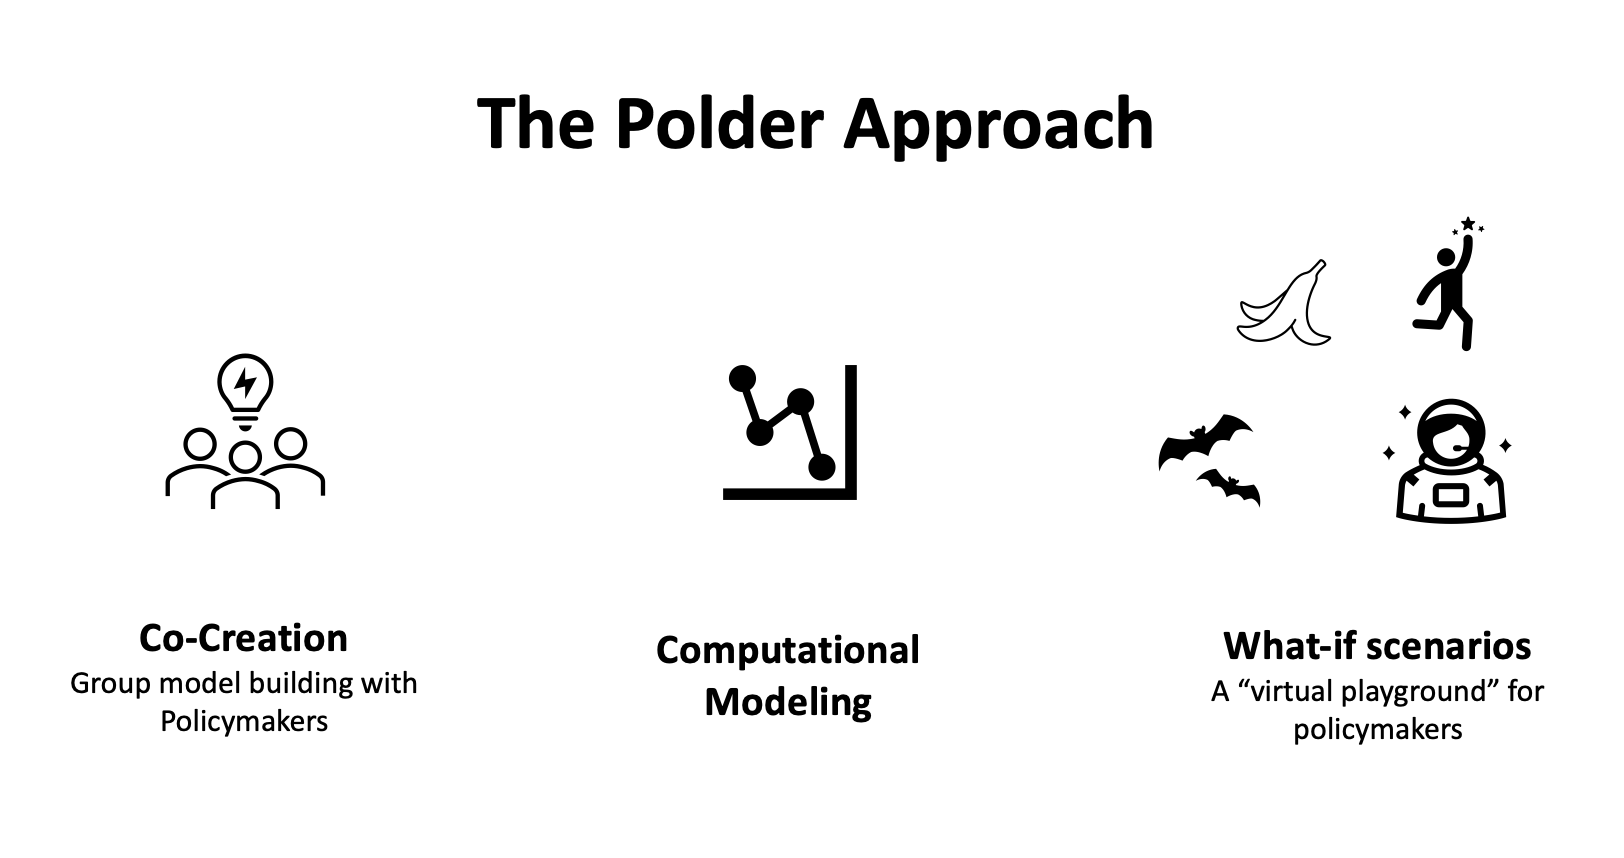 The Polder Approach
Co-Creation
Group model building with
Policymakers
Computational
Modeling
What-if scenarios
A “virtual playground” for
policymakers